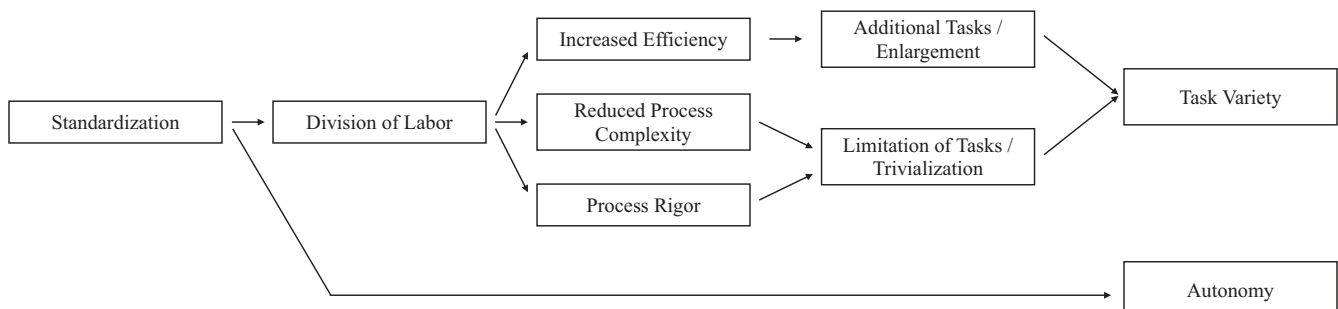 Standardization
Division of Labor
Increased Efficiency
Reduced Process
Complexity
Process Rigor
Additional Tasks /
Enlargement
Limitation of Tasks /
Trivialization
Task Variety
Autonomy